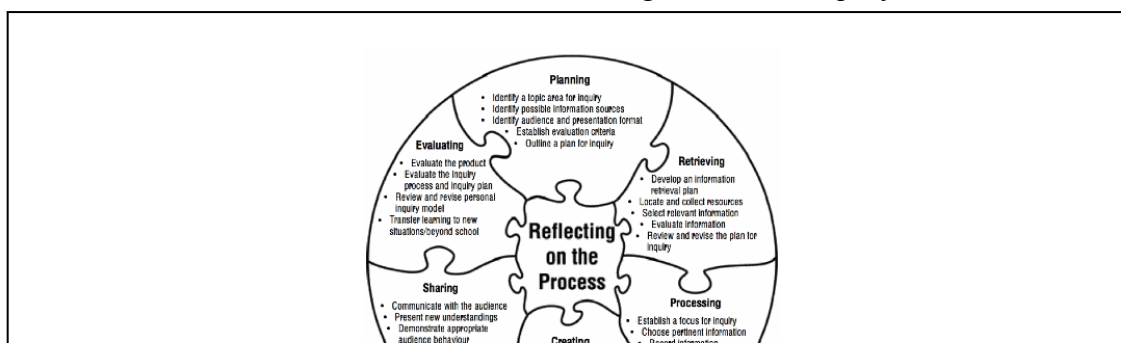 Planning
• Identify a topic area for inquiry
• Identify possible information sources
• Identify audience and presentation format
• Establish evaluation criteria
• Outline a plan for inquiry
Evaluating
• Evaluate the product
• Evaluate the inquiry
process and inquiry plan
• Review and revise personal
inquiry model
• Transfer learning to new
situations/beyond school
Retrieving
• Develop an information
retrieval plan
• Locate and collect resources
• Select relevant information
• Evaluate information
• Review and revise the plan for
inquiry
Reflecting
on the
Process
Sharing
• Communicate with the audience
• Present new understandings
• Demonstrate appropriate
audience behaviour
Processing
• Establish a focus for inquiry
• Choose pertinent information
• Record information
Creating